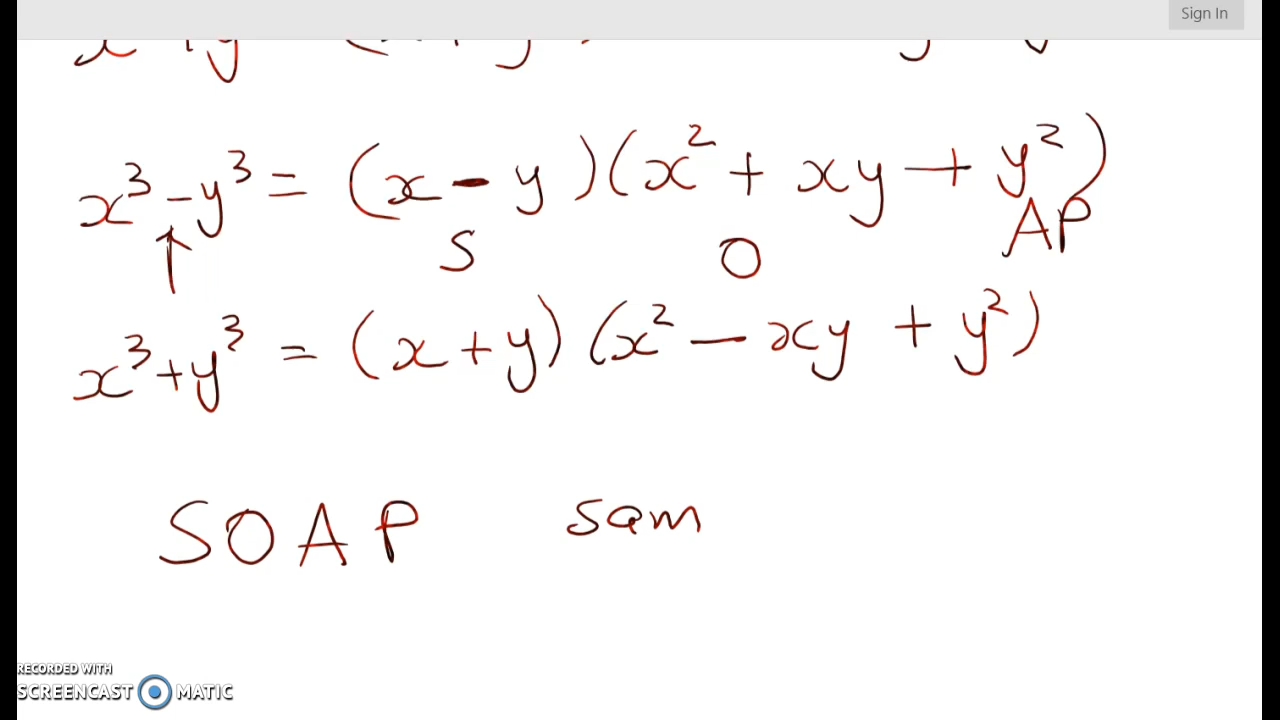 Sign In
x³ − y³ = (x − y)(x² + xy + y²)
S O AP
x³ + y³ = (x + y)(x² − xy + y²)
SOAP sam
RECORDED WITH
SCREENCAST MATIC